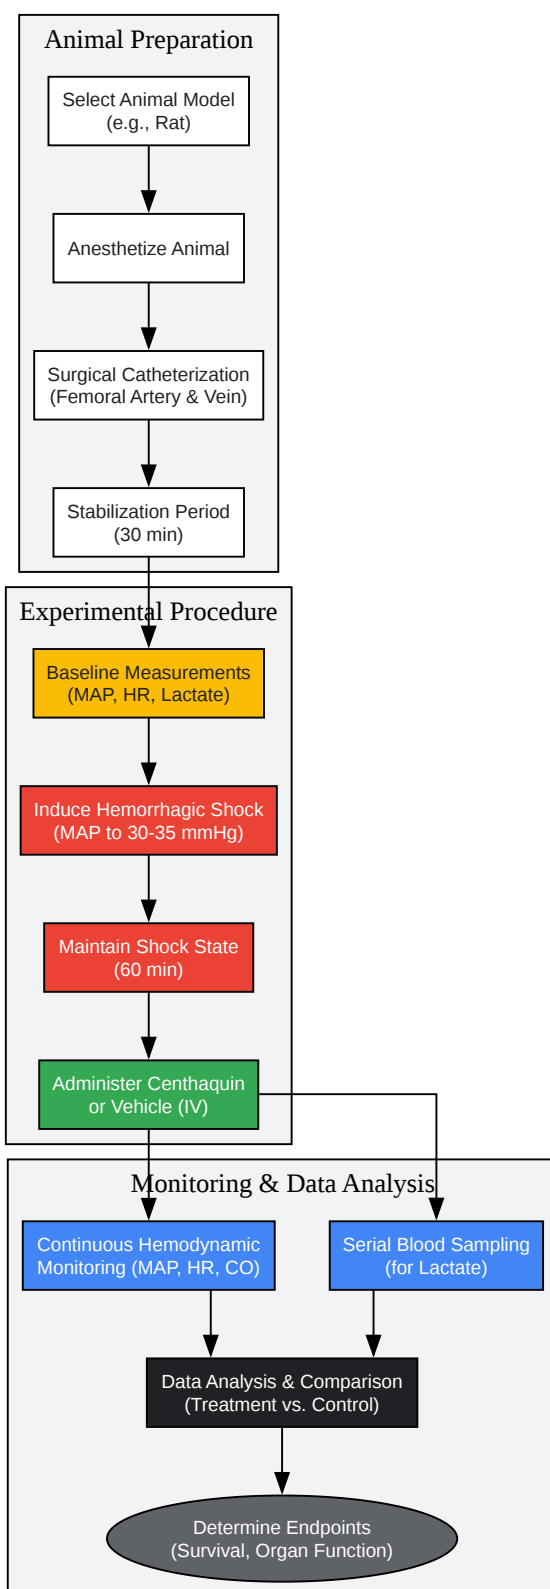 Animal Preparation
Select Animal Model
(e.g., Rat)
Anesthetize Animal
Surgical Catheterization
(Femoral Artery & Vein)
Stabilization Period
(30 min)
Experimental Procedure
Baseline Measurements
(MAP, HR, Lactate)
Induce Hemorrhagic Shock
(MAP to 30-35 mmHg)
Maintain Shock State
(60 min)
Administer Centhaquin
or Vehicle (IV)
Monitoring & Data Analysis
Continuous Hemodynamic
Monitoring (MAP, HR, CO)
Serial Blood Sampling
(for Lactate)
Data Analysis & Comparison
(Treatment vs. Control)
Determine Endpoints
(Survival, Organ Function)